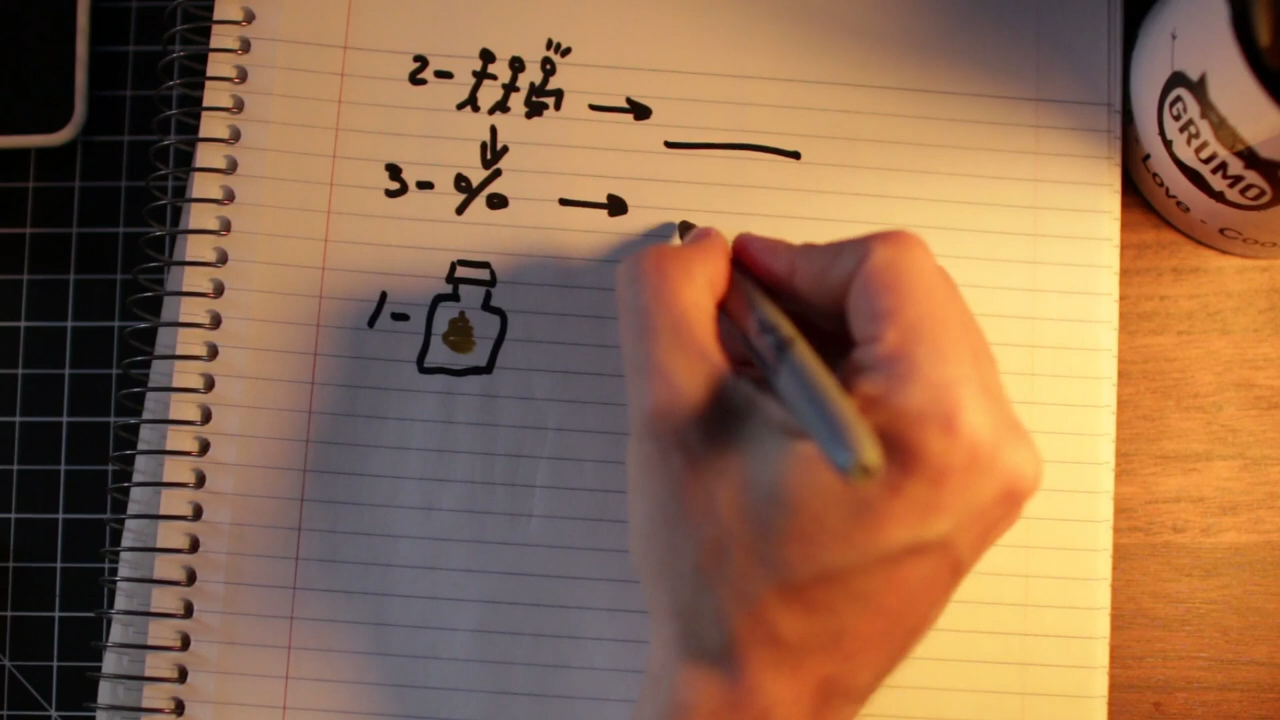 2- →
3- % →
1-
GRUMO
Love - Coo